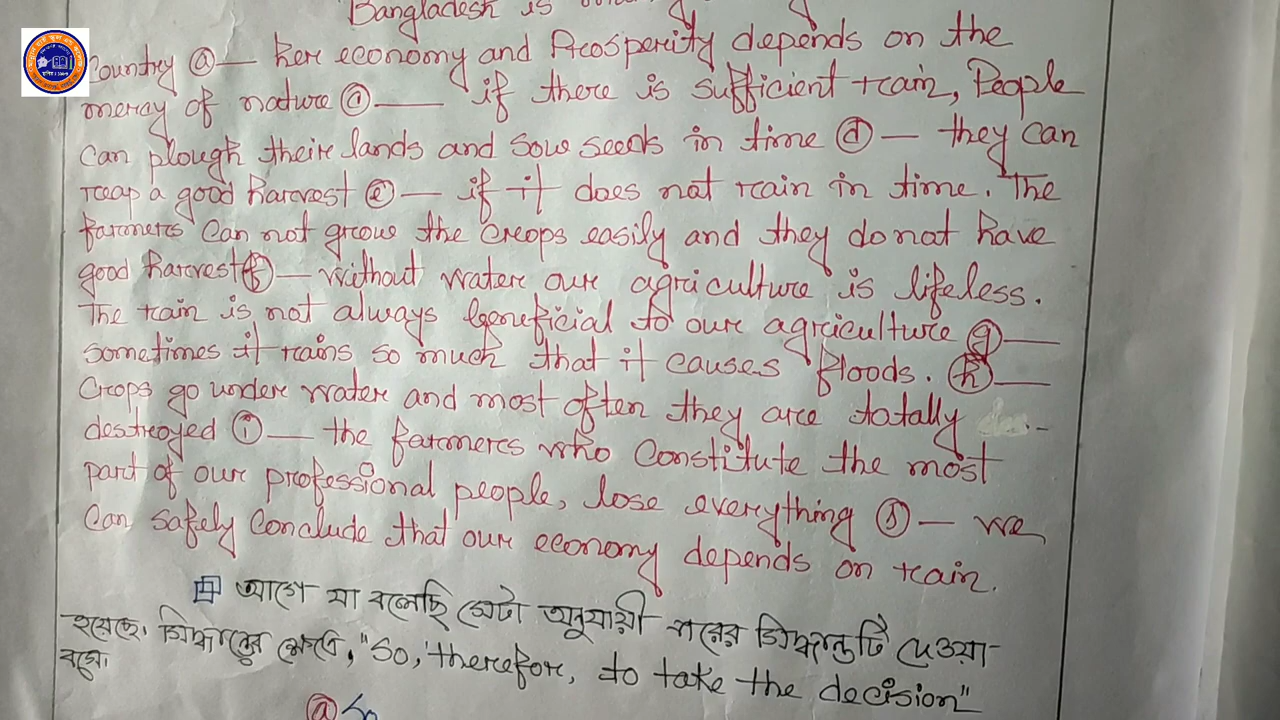 Bangladesh is
Country ⓐ — her economy and Prosperity depends on the
mercy of nature ⓒ — if there is sufficient rain, People
can plough their lands and sow seeds in time ⓓ — they can
reap a good harvest ⓔ — if it does not rain in time. The
farmers can not grow the crops easily and they do not have
good harvest ⓕ — without water our agriculture is lifeless.
The rain is not always beneficial to our agriculture ⓖ —
sometimes it rains so much that it causes floods. ⓗ —
Crops go under water and most often they are totally
destroyed ⓘ — the farmers who constitute the most
part of our professional people, lose everything ⓙ — we
can safely conclude that our economy depends on rain.
আগে যা বলেছি সেটা অনুযায়ী পরের সিদ্ধান্তটি দেওয়া
হয়েছে। সিদ্ধান্তের ক্ষেত্রে, "So, therefore, to take the decision"
বসে।
ⓐ So